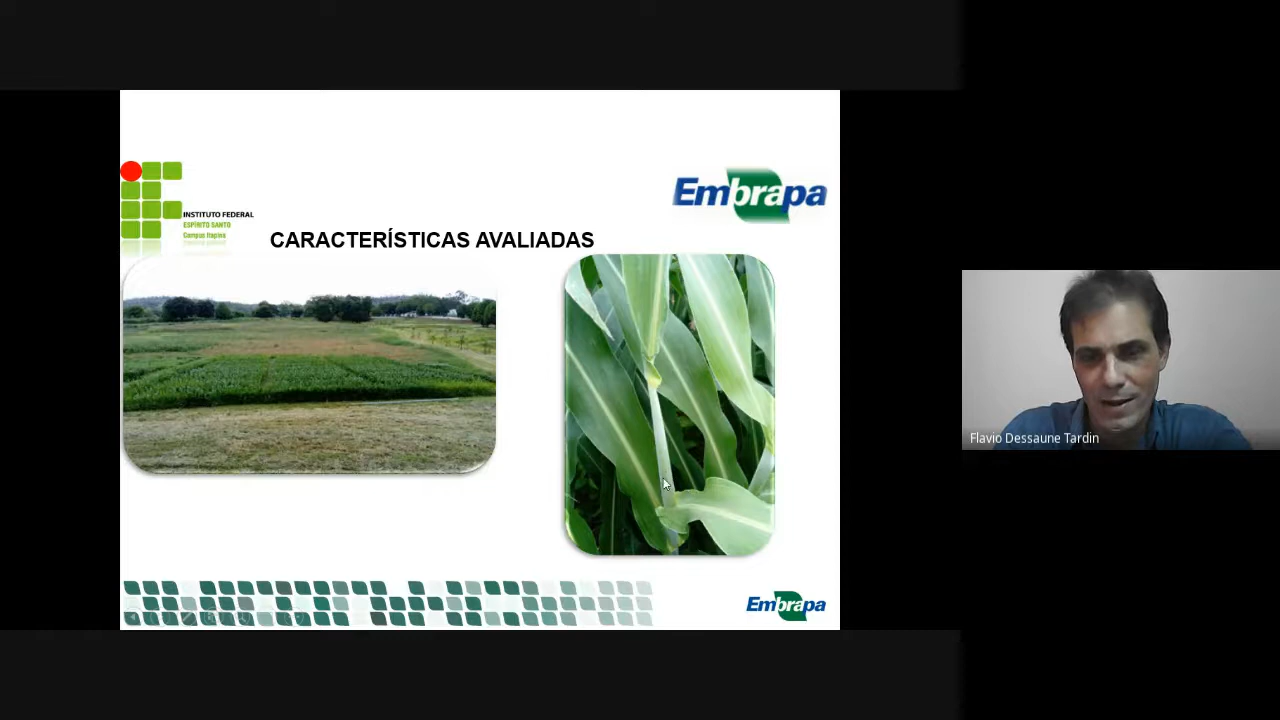 INSTITUTO FEDERAL
ESPÍRITO SANTO
Campus Itapina
Embrapa
CARACTERÍSTICAS AVALIADAS
Flavio Dessaune Tardin
Embrapa